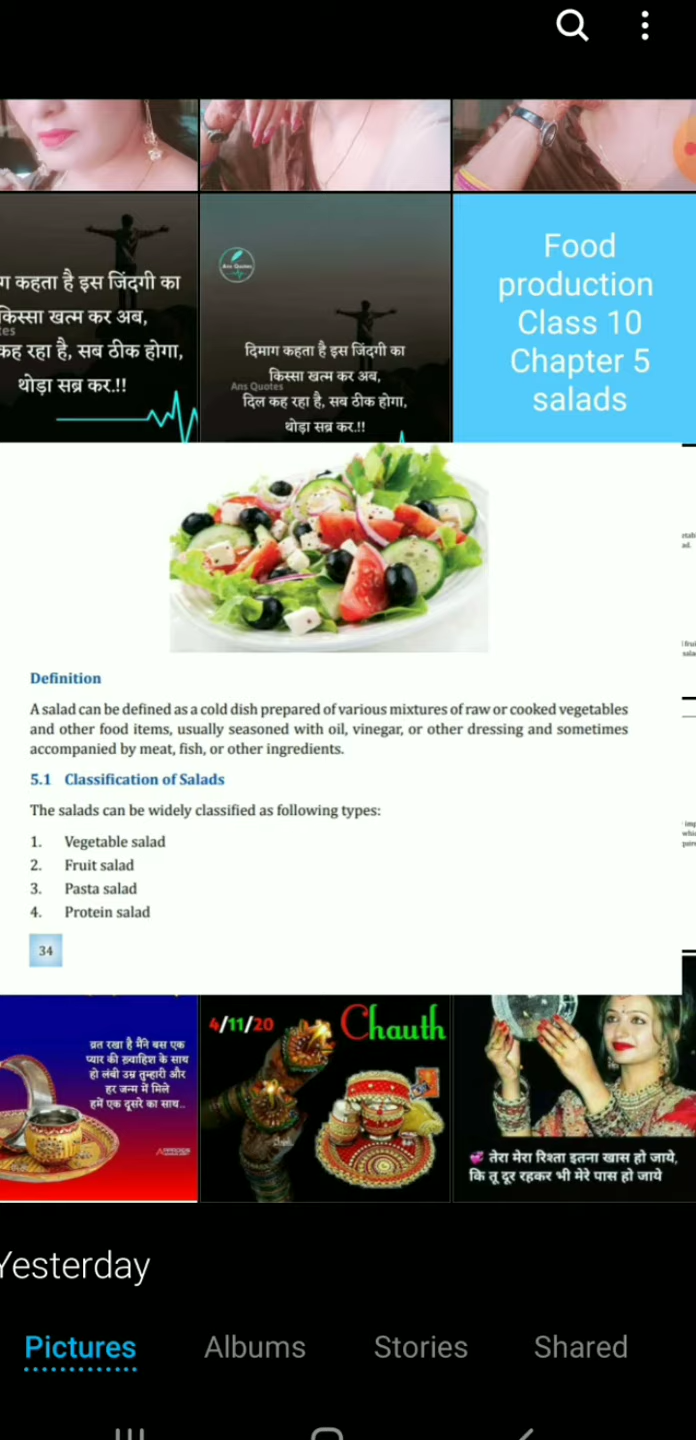 ग कहता है इस जिंदगी का
किस्सा खत्म कर अब,
tes
कह रहा है, सब ठीक होगा,
थोड़ा सब्र कर.!!
Ans Quotes
दिमाग कहता है इस जिंदगी का
किस्सा खत्म कर अब,
Ans Quotes
दिल कह रहा है, सब ठीक होगा,
थोड़ा सब्र कर.!!
Food
production
Class 10
Chapter 5
salads
Definition
A salad can be defined as a cold dish prepared of various mixtures of raw or cooked vegetables
and other food items, usually seasoned with oil, vinegar, or other dressing and sometimes
accompanied by meat, fish, or other ingredients.
5.1 Classification of Salads
The salads can be widely classified as following types:
1. Vegetable salad
2. Fruit salad
3. Pasta salad
4. Protein salad
34
व्रत रखा है मैंने बस एक
प्यार की ख़्वाहिश के साथ
हो लंबी उम्र तुम्हारी और
हर जन्म में मिले
हमें एक दूसरे का साथ..
4/11/20
Chauth
तेरा मेरा रिश्ता इतना खास हो जाये,
कि तू दूर रहकर भी मेरे पास हो जाये
Yesterday
Pictures
Albums
Stories
Shared